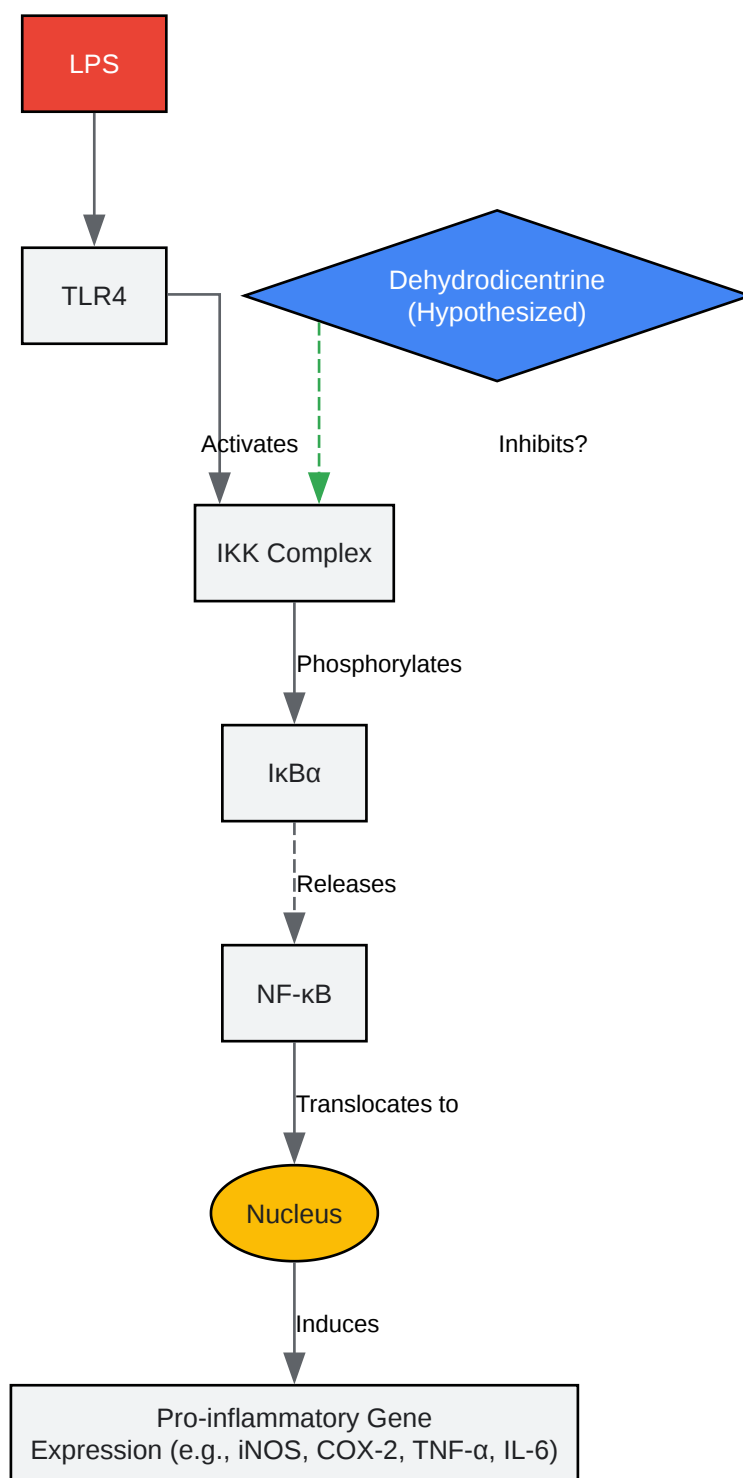 LPS
TLR4
Dehydrodicentrine
(Hypothesized)
Activates
Inhibits?
IKK Complex
Phosphorylates
IκBα
Releases
NF-κB
Translocates to
Nucleus
Induces
Pro-inflammatory Gene
Expression (e.g., iNOS, COX-2, TNF-α, IL-6)